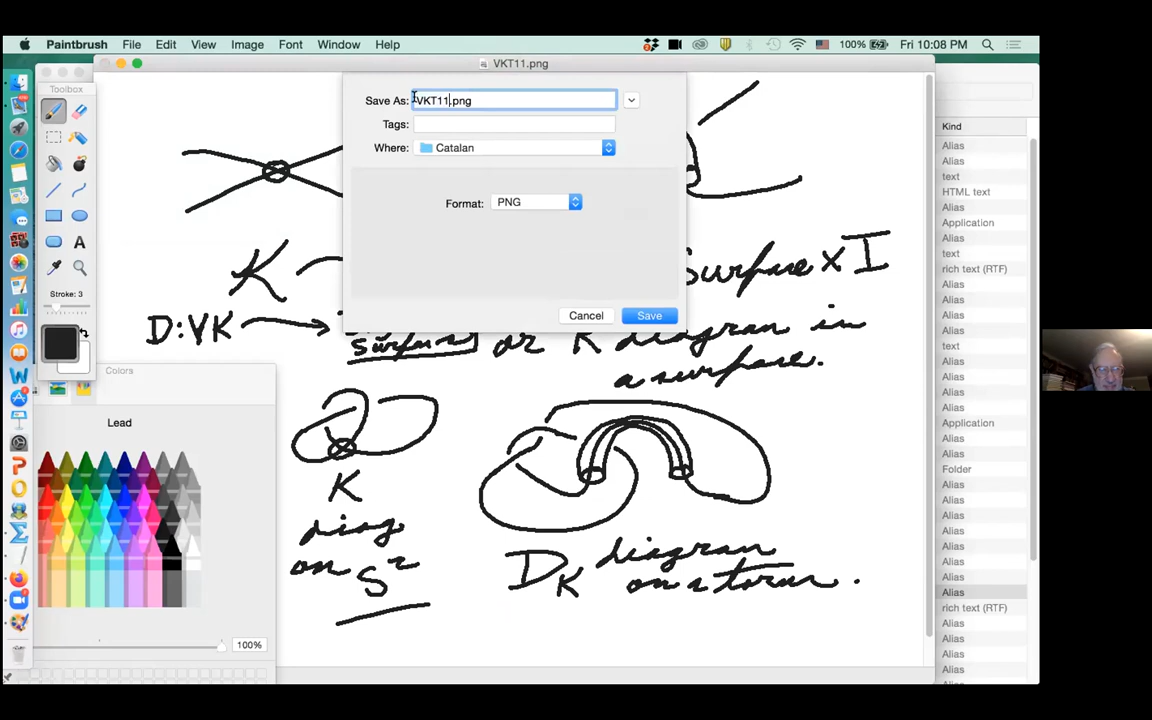 Paintbrush File Edit View Image Font Window Help 100% Fri 10:08 PM
VKT11.png
Toolbox
Save As: VKT11.png
Tags:
Where: Catalan
Format: PNG
Cancel Save
Stroke: 3
Colors
Lead
100%
Kind
Alias
Alias
text
HTML text
Alias
Application
Alias
text
rich text (RTF)
Alias
Alias
Alias
Alias
text
Alias
Alias
Alias
Alias
Application
Alias
Alias
Folder
Alias
Alias
Alias
Alias
Alias
Alias
Alias
Alias
rich text (RTF)
Alias
Alias
Alias
Alias
Alias
K Surface X I
D:VK surfaces or K diagram in
a surface.
K
diag
on S²
D_K diagram
on a torus.